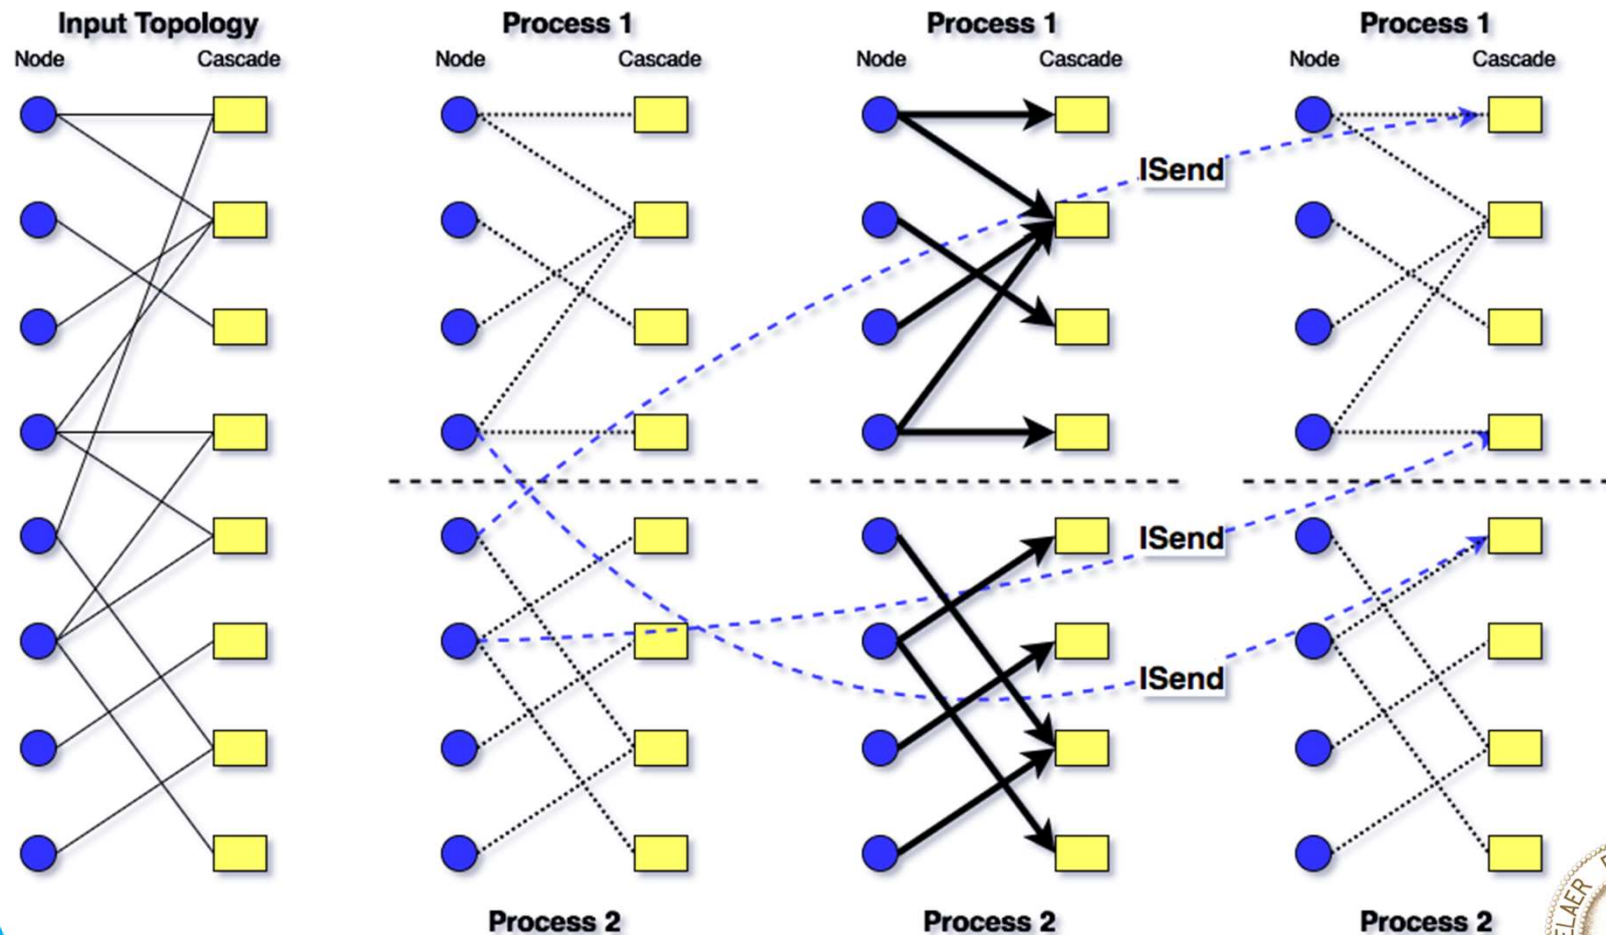 Input Topology
Process 1
Process 1
Process 1
Node
Cascade
Node
Cascade
Node
Cascade
Node
Cascade
ISend
ISend
ISend
Process 2
Process 2
Process 2